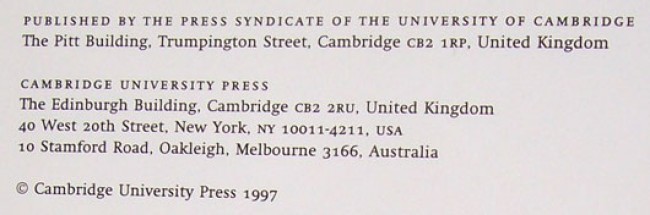 PUBLISHED BY THE PRESS SYNDICATE OF THE UNIVERSITY OF CAMBRIDGE
The Pitt Building, Trumpington Street, Cambridge CB2 1RP, United Kingdom
CAMBRIDGE UNIVERSITY PRESS
The Edinburgh Building, Cambridge CB2 2RU, United Kingdom
40 West 20th Street, New York, NY 10011-4211, USA
10 Stamford Road, Oakleigh, Melbourne 3166, Australia
© Cambridge University Press 1997